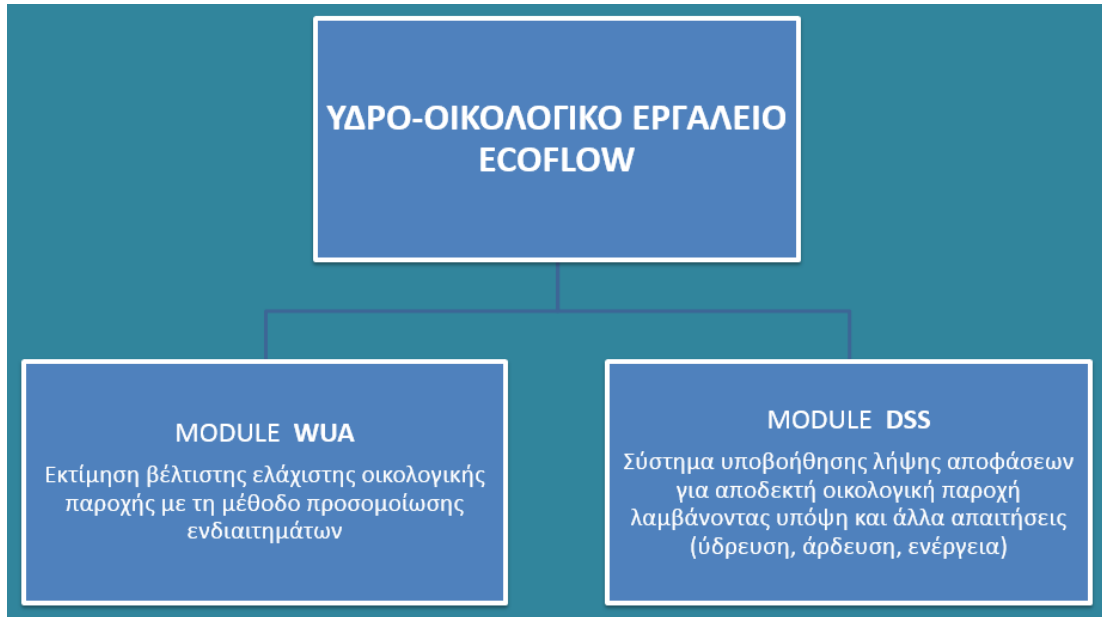 ΥΔΡΟ-ΟΙΚΟΛΟΓΙΚΟ ΕΡΓΑΛΕΙΟ
ECOFLOW
MODULE WUA
Εκτίμηση βέλτιστης ελάχιστης οικολογικής
παροχής με τη μέθοδο προσομοίωσης
ενδιαιτημάτων
MODULE DSS
Σύστημα υποβοήθησης λήψης αποφάσεων
για αποδεκτή οικολογική παροχή
λαμβάνοντας υπόψη και άλλα απαιτήσεις
(ύδρευση, άρδευση, ενέργεια)